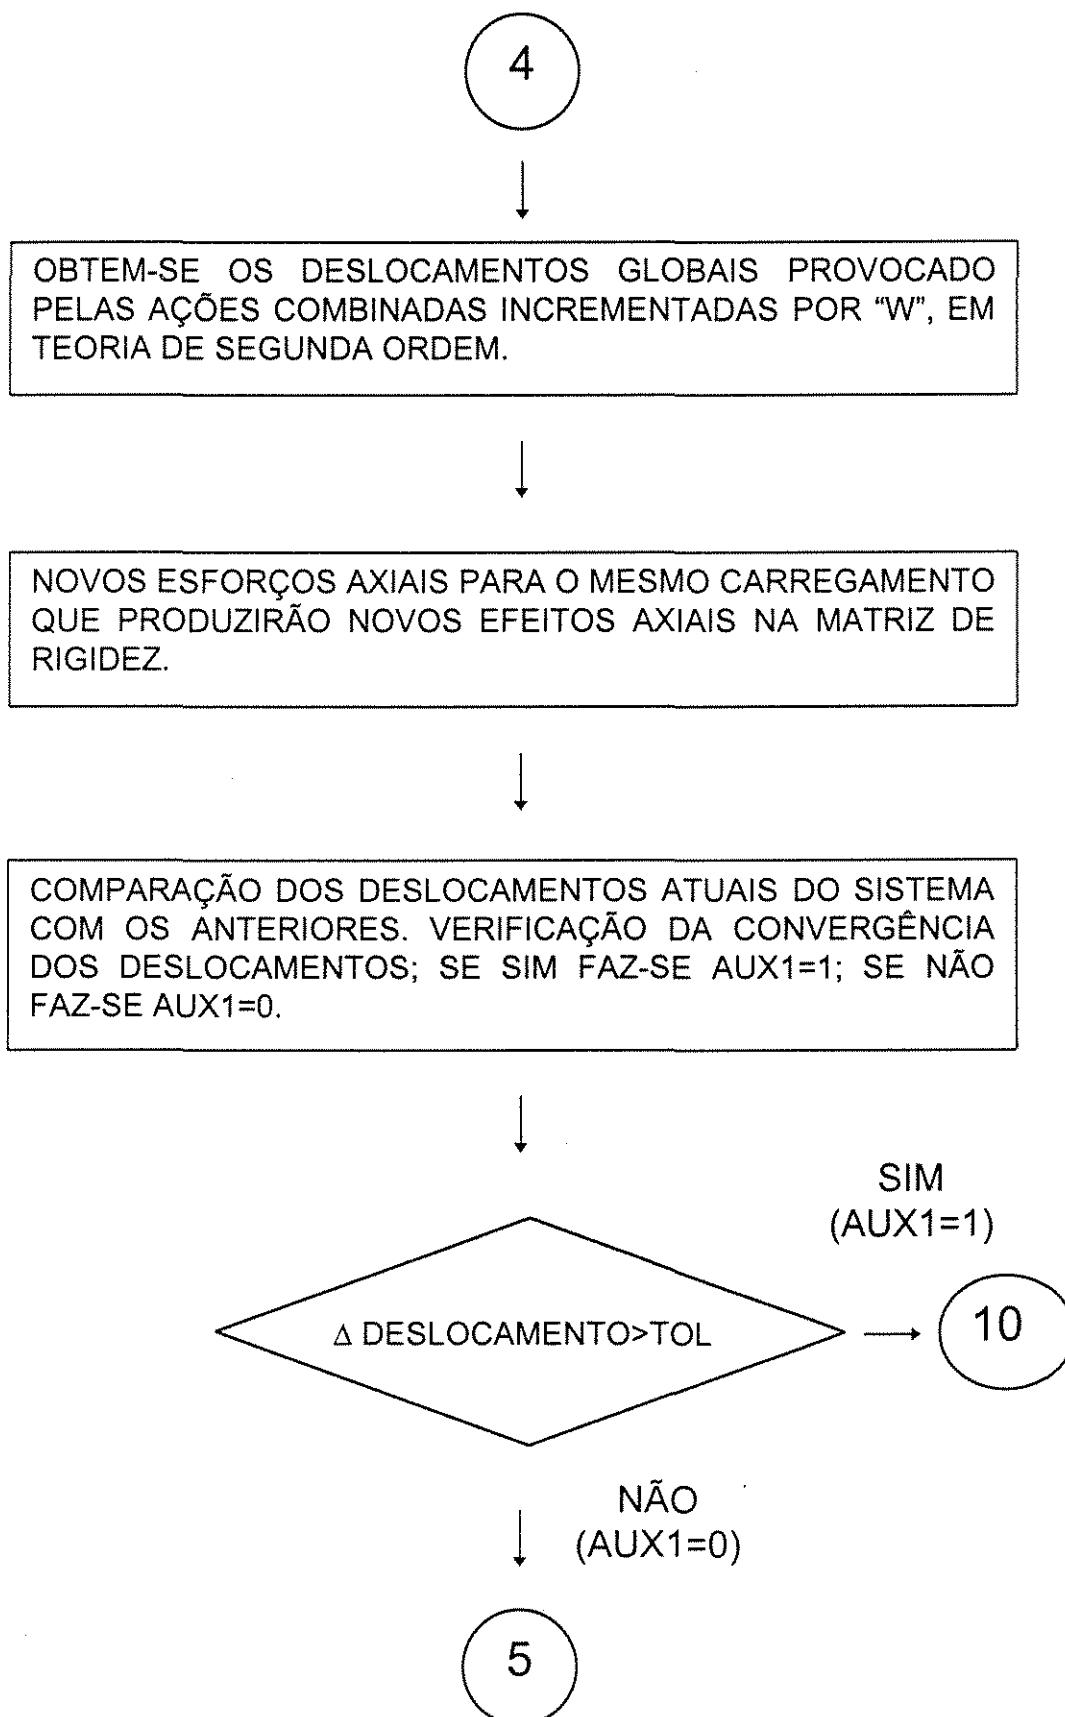 4
OBTEM-SE OS DESLOCAMENTOS GLOBAIS PROVOCADO
PELAS AÇÕES COMBINADAS INCREMENTADAS POR “W”, EM
TEORIA DE SEGUNDA ORDEM.
NOVOS ESFORÇOS AXIAIS PARA O MESMO CARREGAMENTO
QUE PRODUZIRÃO NOVOS EFEITOS AXIAIS NA MATRIZ DE
RIGIDEZ.
COMPARAÇÃO DOS DESLOCAMENTOS ATUAIS DO SISTEMA
COM OS ANTERIORES. VERIFICAÇÃO DA CONVERGÊNCIA
DOS DESLOCAMENTOS; SE SIM FAZ-SE AUX1=1; SE NÃO
FAZ-SE AUX1=0.
SIM
(AUX1=1)
Δ DESLOCAMENTO>TOL
10
NÃO
(AUX1=0)
5